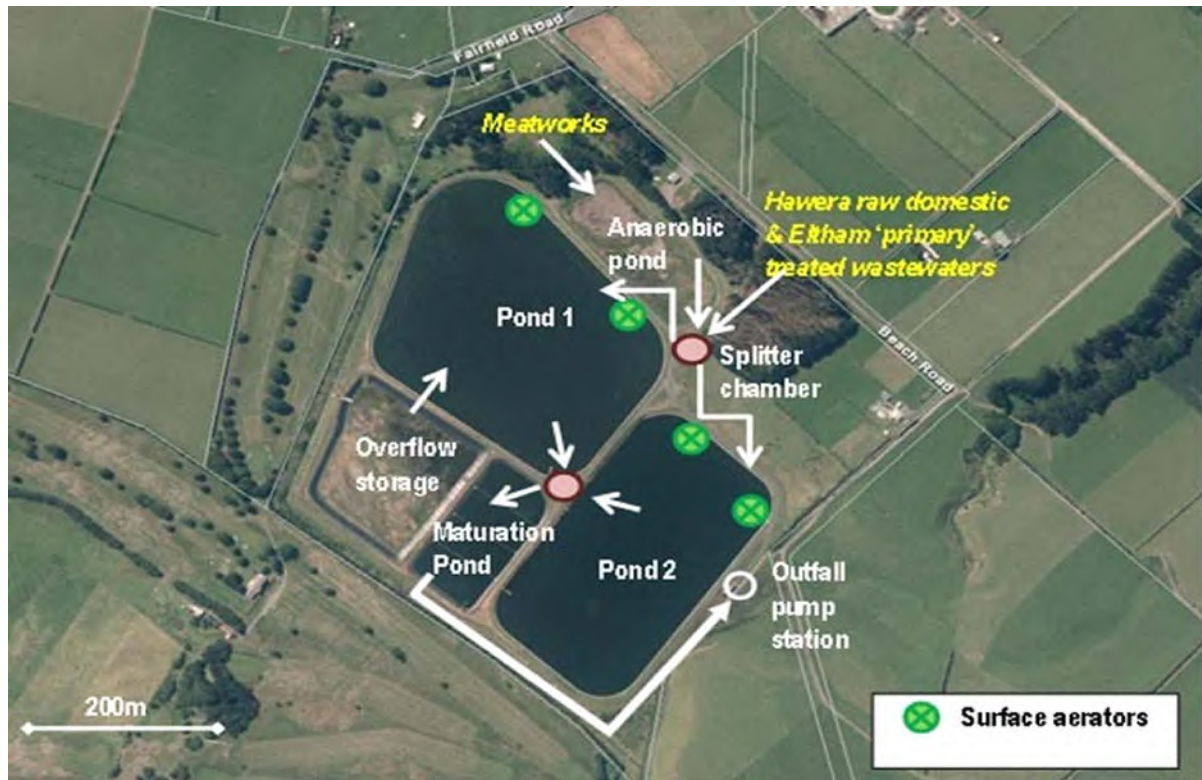 Fairfield Road
Meatworks
Anaerobic
pond
Hawera raw domestic
& Eltham ‘primary’
treated wastewaters
Pond 1
Splitter
chamber
Beach Road
Overflow
storage
Maturation
Pond
Pond 2
Outfall
pump
station
200m
Surface aerators